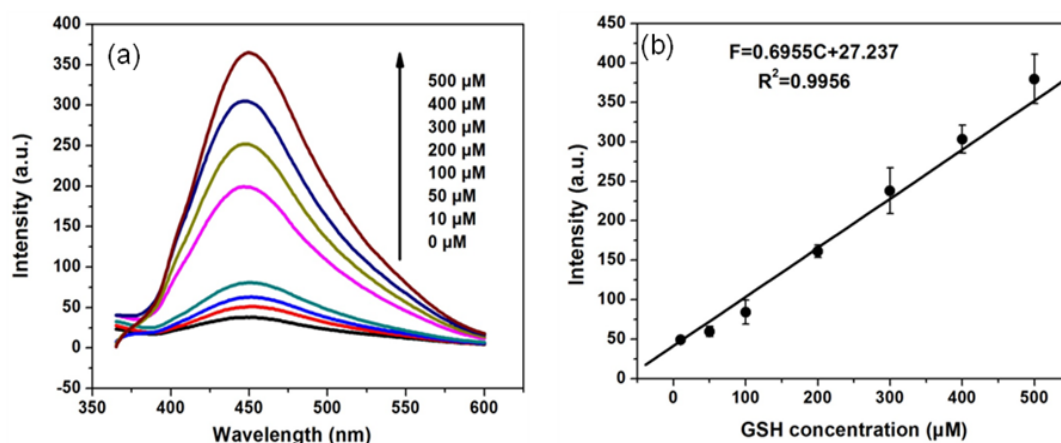 (a)
400
350
300
250
200
150
100
50
0
-50
Intensity (a.u.)
500 µM
400 µM
300 µM
200 µM
100 µM
50 µM
10 µM
0 µM
350 400 450 500 550 600
Wavelength (nm)
(b)
F=0.6955C+27.237
R²=0.9956
450
400
350
300
250
200
150
100
50
0
Intensity (a.u.)
0 100 200 300 400 500
GSH concentration (µM)